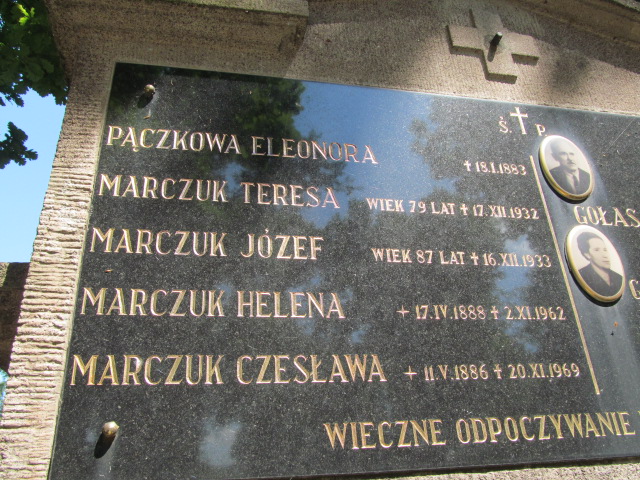 Ś. † P.
PĄCZKOWA ELEONORA † 18.I.1883
MARCZUK TERESA WIEK 79 LAT † 17.XII.1932
MARCZUK JÓZEF WIEK 87 LAT † 16.XII.1933
MARCZUK HELENA + 17.IV.1888 † 2.XI.1962
MARCZUK CZESŁAWA + 11.V.1886 † 20.XI.1969
GOŁAS
G
WIECZNE ODPOCZYWANIE